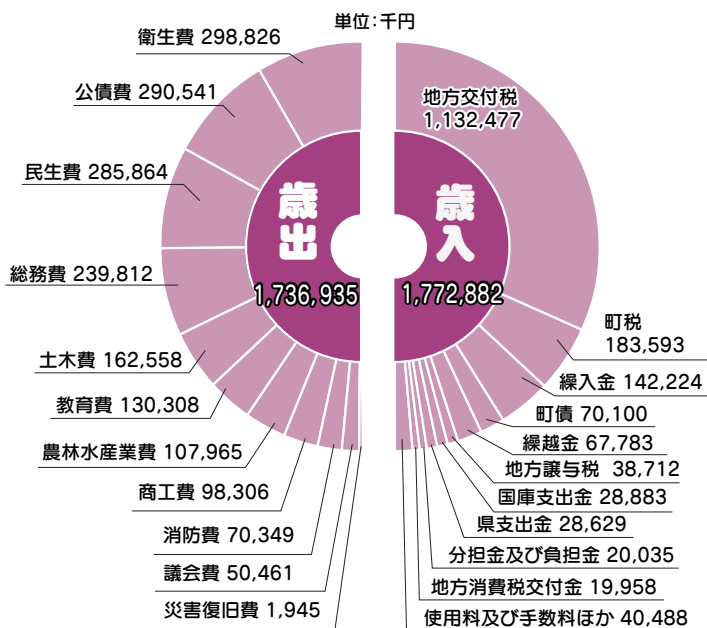 単位：千円
衛生費 298,826
公債費 290,541
民生費 285,864
総務費 239,812
土木費 162,558
教育費 130,308
農林水産業費 107,965
商工費 98,306
消防費 70,349
議会費 50,461
災害復旧費 1,945
歳出
1,736,935
歳入
1,772,882
地方交付税
1,132,477
町税
183,593
繰入金 142,224
町債 70,100
繰越金 67,783
地方譲与税 38,712
国庫支出金 28,883
県支出金 28,629
分担金及び負担金 20,035
地方消費税交付金 19,958
使用料及び手数料ほか 40,488